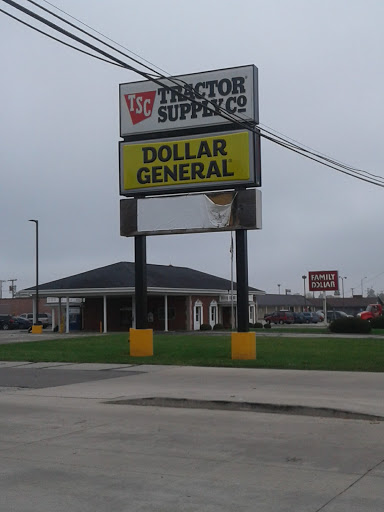 TSC TRACTOR
SUPPLY CO
DOLLAR
GENERAL
FAMILY
DOLLAR